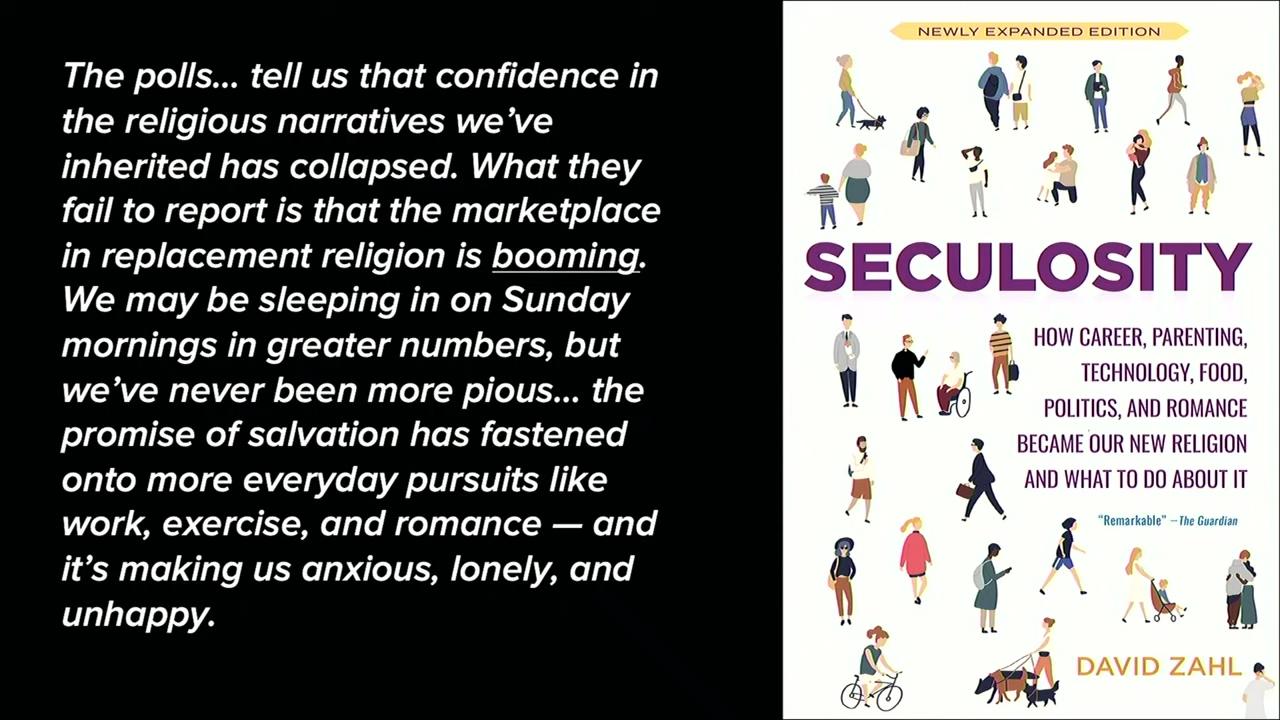 The polls... tell us that confidence in
the religious narratives we’ve
inherited has collapsed. What they
fail to report is that the marketplace
in replacement religion is booming.
We may be sleeping in on Sunday
mornings in greater numbers, but
we’ve never been more pious... the
promise of salvation has fastened
onto more everyday pursuits like
work, exercise, and romance — and
it’s making us anxious, lonely, and
unhappy.
NEWLY EXPANDED EDITION
SECULOSITY
HOW CAREER, PARENTING,
TECHNOLOGY, FOOD,
POLITICS, AND ROMANCE
BECAME OUR NEW RELIGION
AND WHAT TO DO ABOUT IT
“Remarkable” —The Guardian
DAVID ZAHL